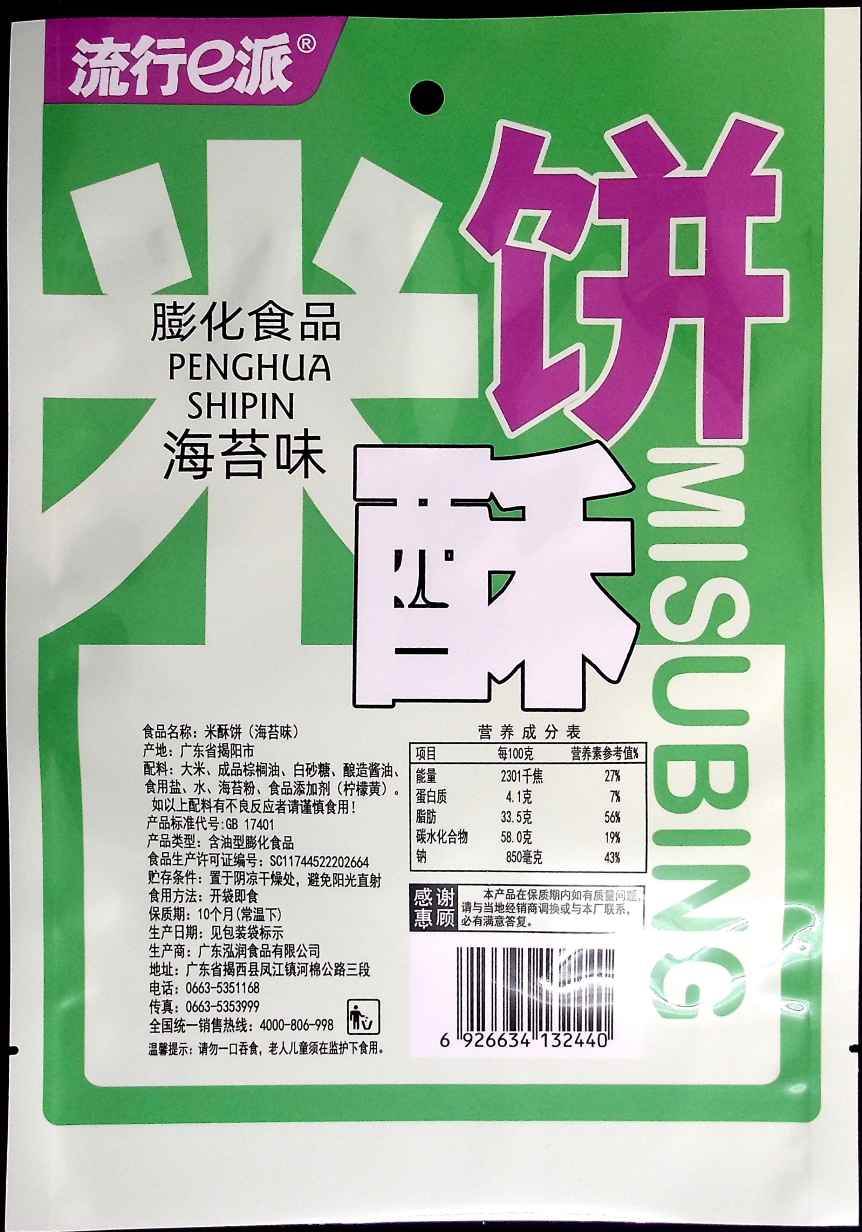 流行e派®
米
饼
酥
MISUBING
膨化食品
PENGHUA
SHIPIN
海苔味
食品名称：米酥饼（海苔味）
产地：广东省揭阳市
配料：大米、成品棕榈油、白砂糖、酿造酱油、
食用盐、水、海苔粉、食品添加剂（柠檬黄）。
如以上配料有不良反应者请谨慎食用！
产品标准代号:GB 17401
产品类型：含油型膨化食品
食品生产许可证编号：SC11744522202664
贮存条件：置于阴凉干燥处，避免阳光直射
食用方法：开袋即食
保质期：10个月(常温下)
生产日期：见包装袋标示
生产商：广东泓润食品有限公司
地址：广东省揭西县凤江镇河棉公路三段
电话：0663-5351168
传真：0663-5353999
全国统一销售热线：4000-806-998
温馨提示：请勿一口吞食，老人儿童须在监护下食用。
营养成分表
项目 每100克 营养素参考值%
能量 2301千焦 27%
蛋白质 4.1克 7%
脂肪 33.5克 56%
碳水化合物 58.0克 19%
钠 850毫克 43%
感谢
惠顾
本产品在保质期内如有质量问题，
请与当地经销商调换或与本厂联系，
必有满意答复。
6 926634 132440